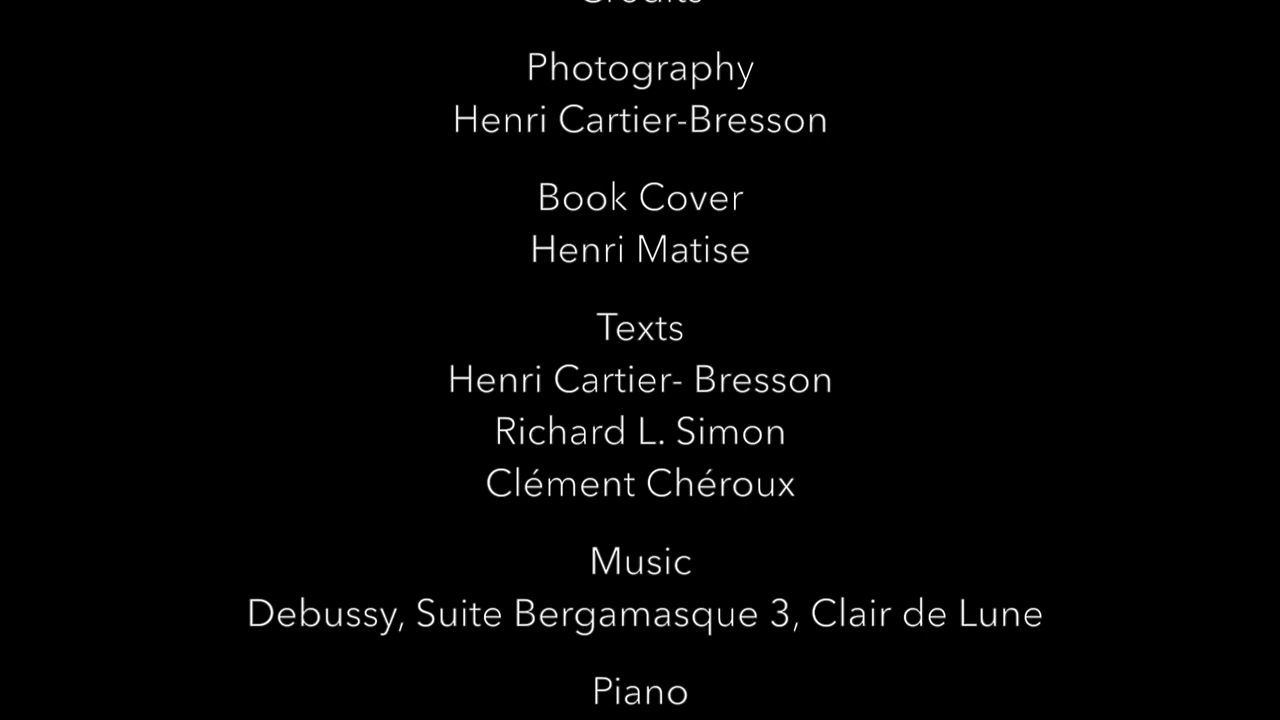 Credits
Photography
Henri Cartier-Bresson
Book Cover
Henri Matise
Texts
Henri Cartier- Bresson
Richard L. Simon
Clément Chéroux
Music
Debussy, Suite Bergamasque 3, Clair de Lune
Piano